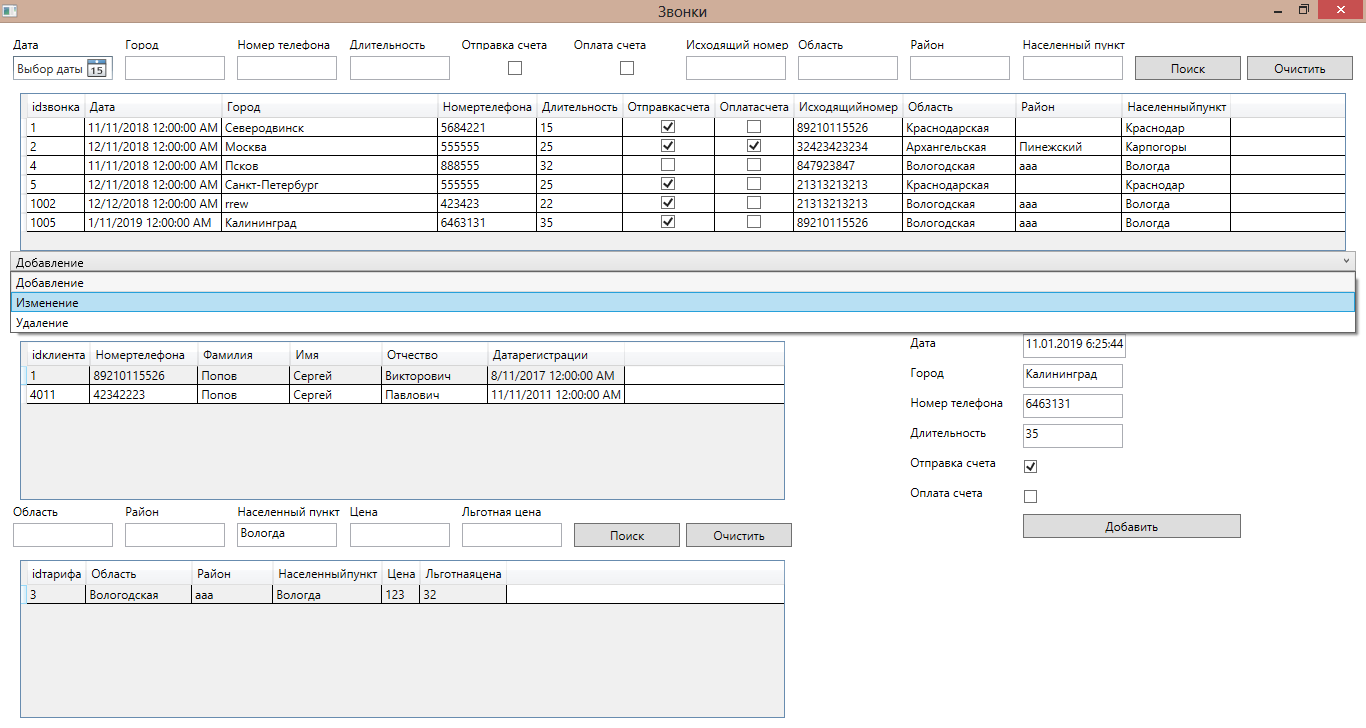 Звонки
Дата Город Номер телефона Длительность Отправка счета Оплата счета Исходящий номер Область Район Населенный пункт
Выбор даты 15 Поиск Очистить
idзвонка Дата Город Номертелефона Длительность Отправкасчета Оплатасчета Исходящийномер Область Район Населенныйпункт
1 11/11/2018 12:00:00 AM Северодвинск 5684221 15 89210115526 Краснодарская Краснодар
2 12/11/2018 12:00:00 AM Москва 555555 25 32423423234 Архангельская Пинежский Карпогоры
4 11/11/2018 12:00:00 AM Псков 888555 32 847923847 Вологодская ааа Вологда
5 12/11/2018 12:00:00 AM Санкт-Петербург 555555 25 21313213213 Краснодарская Краснодар
1002 12/12/2018 12:00:00 AM rrew 423423 22 21313213213 Вологодская ааа Вологда
1005 1/11/2019 12:00:00 AM Калининград 6463131 35 89210115526 Вологодская ааа Вологда
Добавление
Добавление
Изменение
Удаление
idклиента Номертелефона Фамилия Имя Отчество Датарегистрации
1 89210115526 Попов Сергей Викторович 8/11/2017 12:00:00 AM
4011 42342223 Попов Сергей Павлович 11/11/2011 12:00:00 AM
Дата 11.01.2019 6:25:44
Город Калининград
Номер телефона 6463131
Длительность 35
Отправка счета
Оплата счета
Добавить
Область Район Населенный пункт Цена Льготная цена
Вологда Поиск Очистить
idтарифа Область Район Населенныйпункт Цена Льготнаяцена
3 Вологодская ааа Вологда 123 32